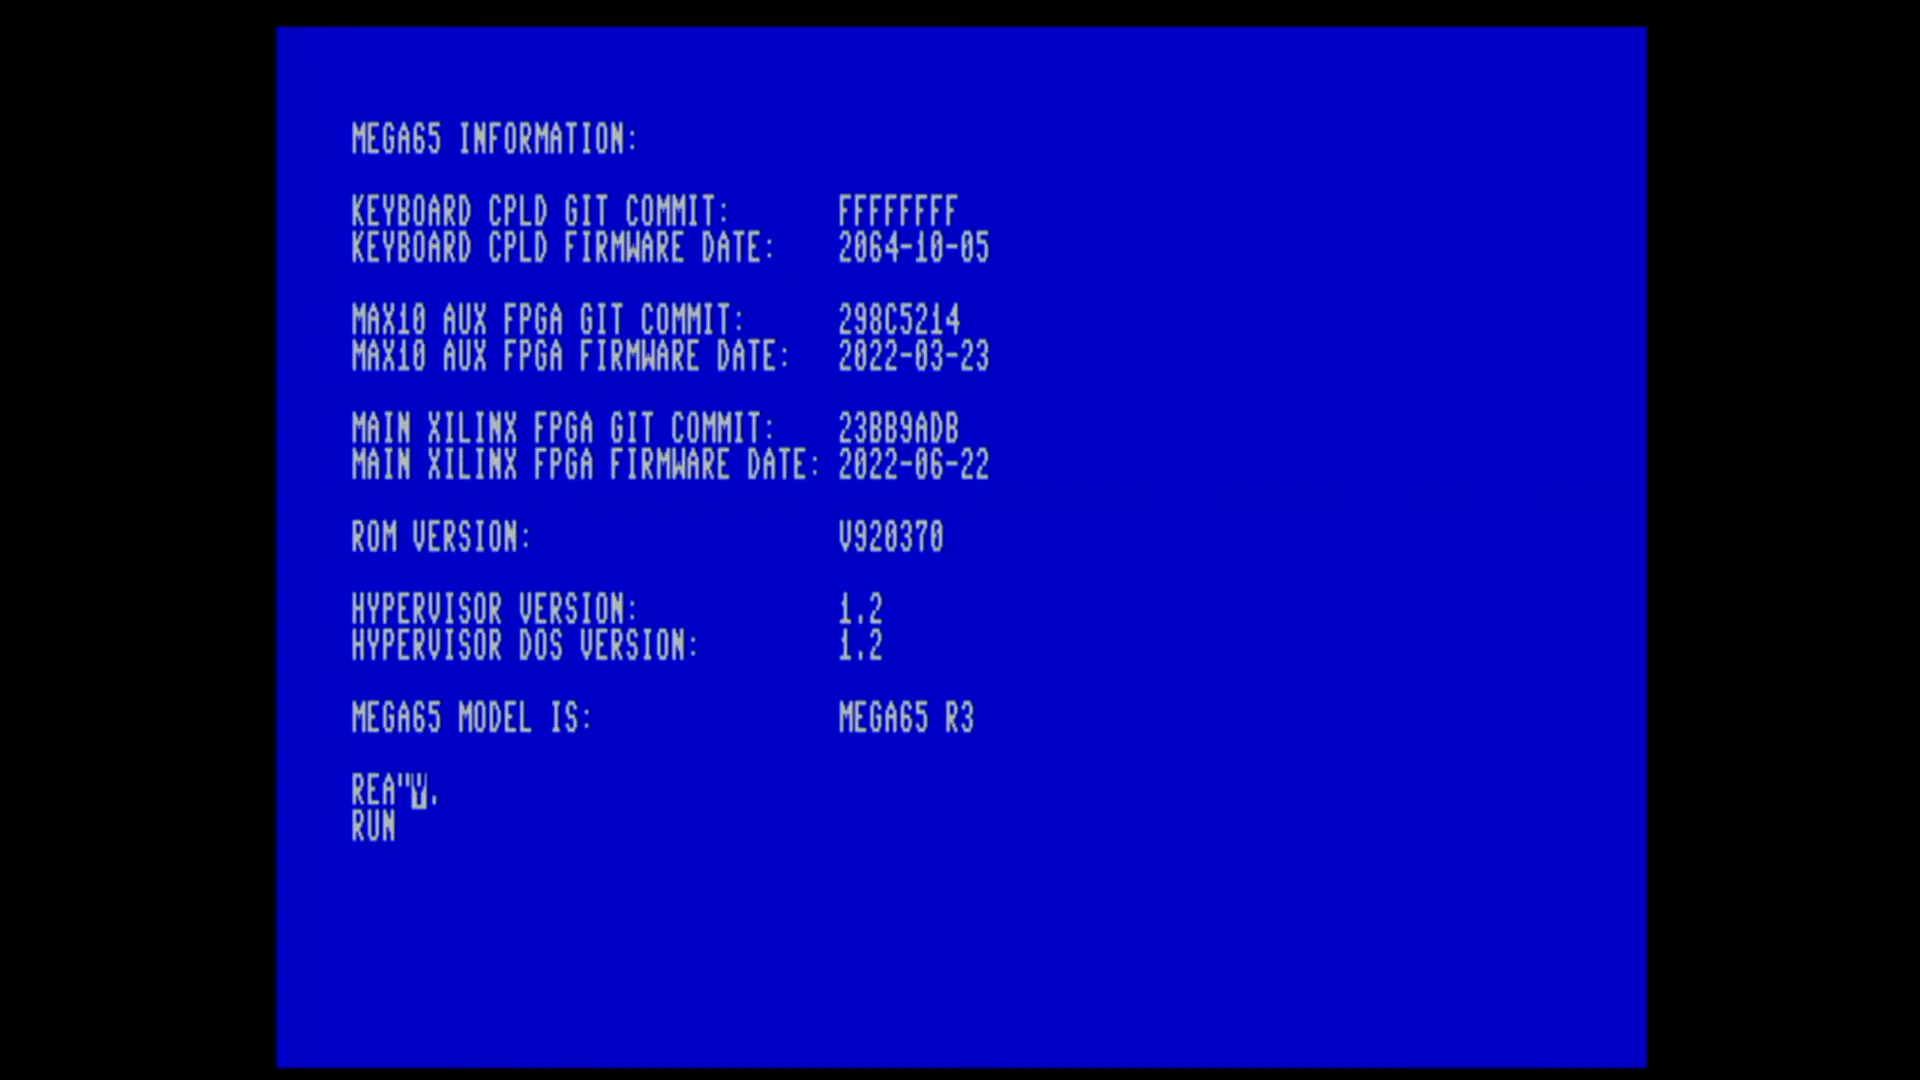 MEGA65 INFORMATION:
KEYBOARD CPLD GIT COMMIT: FFFFFFFF
KEYBOARD CPLD FIRMWARE DATE: 2064-10-05
MAX10 AUX FPGA GIT COMMIT: 298C5214
MAX10 AUX FPGA FIRMWARE DATE: 2022-03-23
MAIN XILINX FPGA GIT COMMIT: 23BB9ADB
MAIN XILINX FPGA FIRMWARE DATE: 2022-06-22
ROM VERSION: V920370
HYPERVISOR VERSION: 1.2
HYPERVISOR DOS VERSION: 1.2
MEGA65 MODEL IS: MEGA65 R3
REA"Y.
RUN